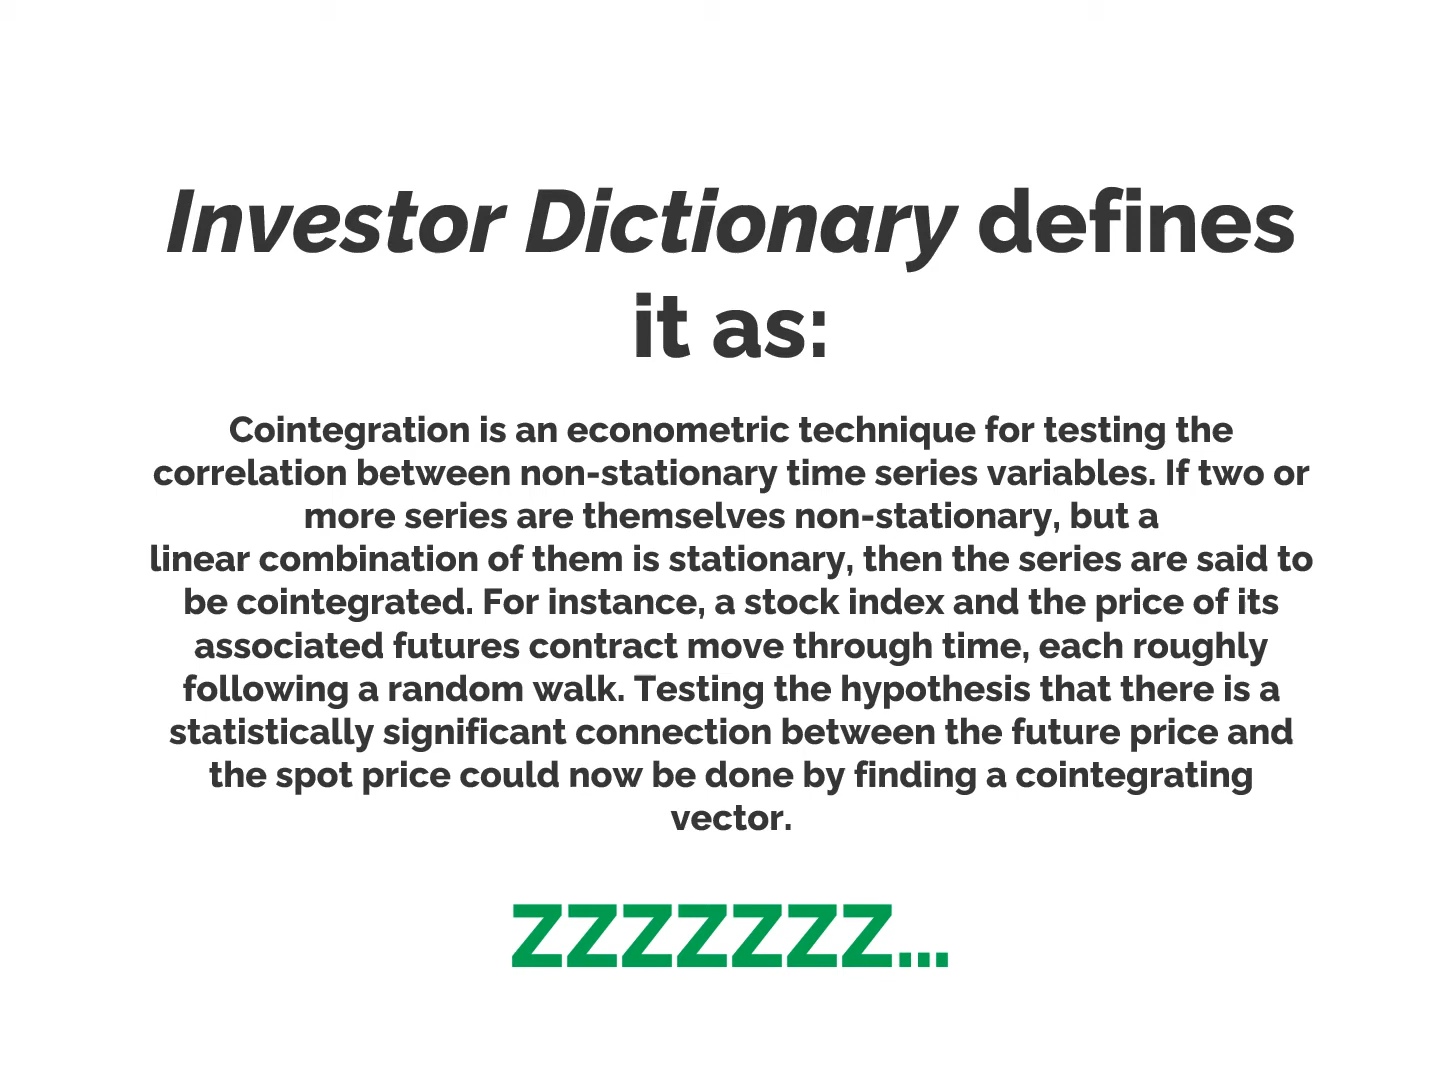 Investor Dictionary defines
it as:
Cointegration is an econometric technique for testing the
correlation between non-stationary time series variables. If two or
more series are themselves non-stationary, but a
linear combination of them is stationary, then the series are said to
be cointegrated. For instance, a stock index and the price of its
associated futures contract move through time, each roughly
following a random walk. Testing the hypothesis that there is a
statistically significant connection between the future price and
the spot price could now be done by finding a cointegrating
vector.
ZZZZZZZ...